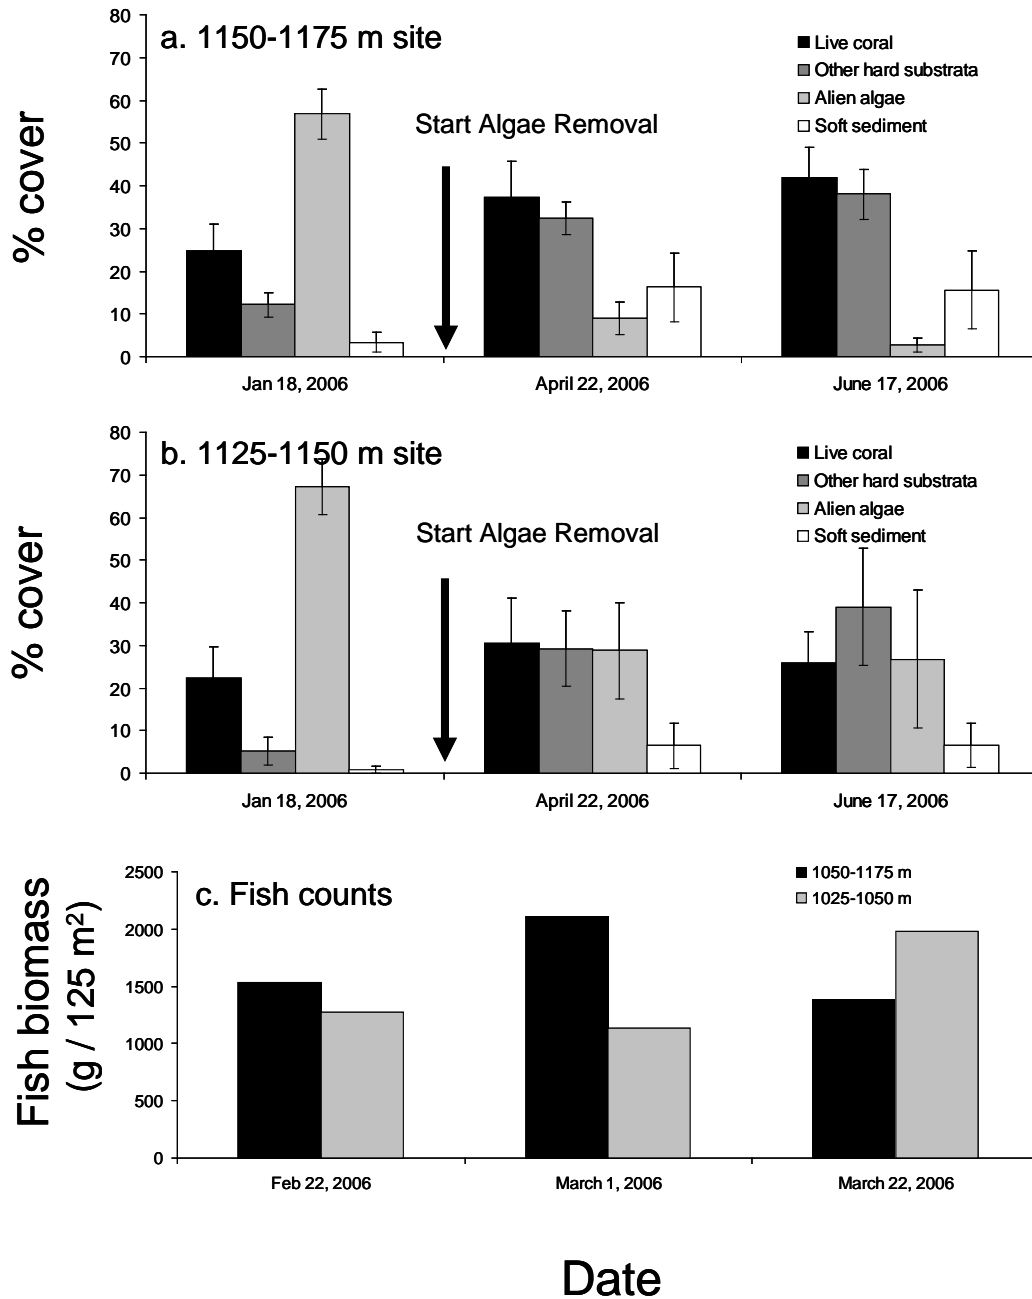 a. 1150-1175 m site
Live coral
Other hard substrata
Alien algae
Soft sediment
Start Algae Removal
% cover
80
70
60
50
40
30
20
10
0
Jan 18, 2006
April 22, 2006
June 17, 2006
b. 1125-1150 m site
Live coral
Other hard substrata
Alien algae
Soft sediment
Start Algae Removal
% cover
80
70
60
50
40
30
20
10
0
Jan 18, 2006
April 22, 2006
June 17, 2006
c. Fish counts
1050-1175 m
1025-1050 m
Fish biomass
(g / 125 m²)
2500
2000
1500
1000
500
0
Feb 22, 2006
March 1, 2006
March 22, 2006
Date